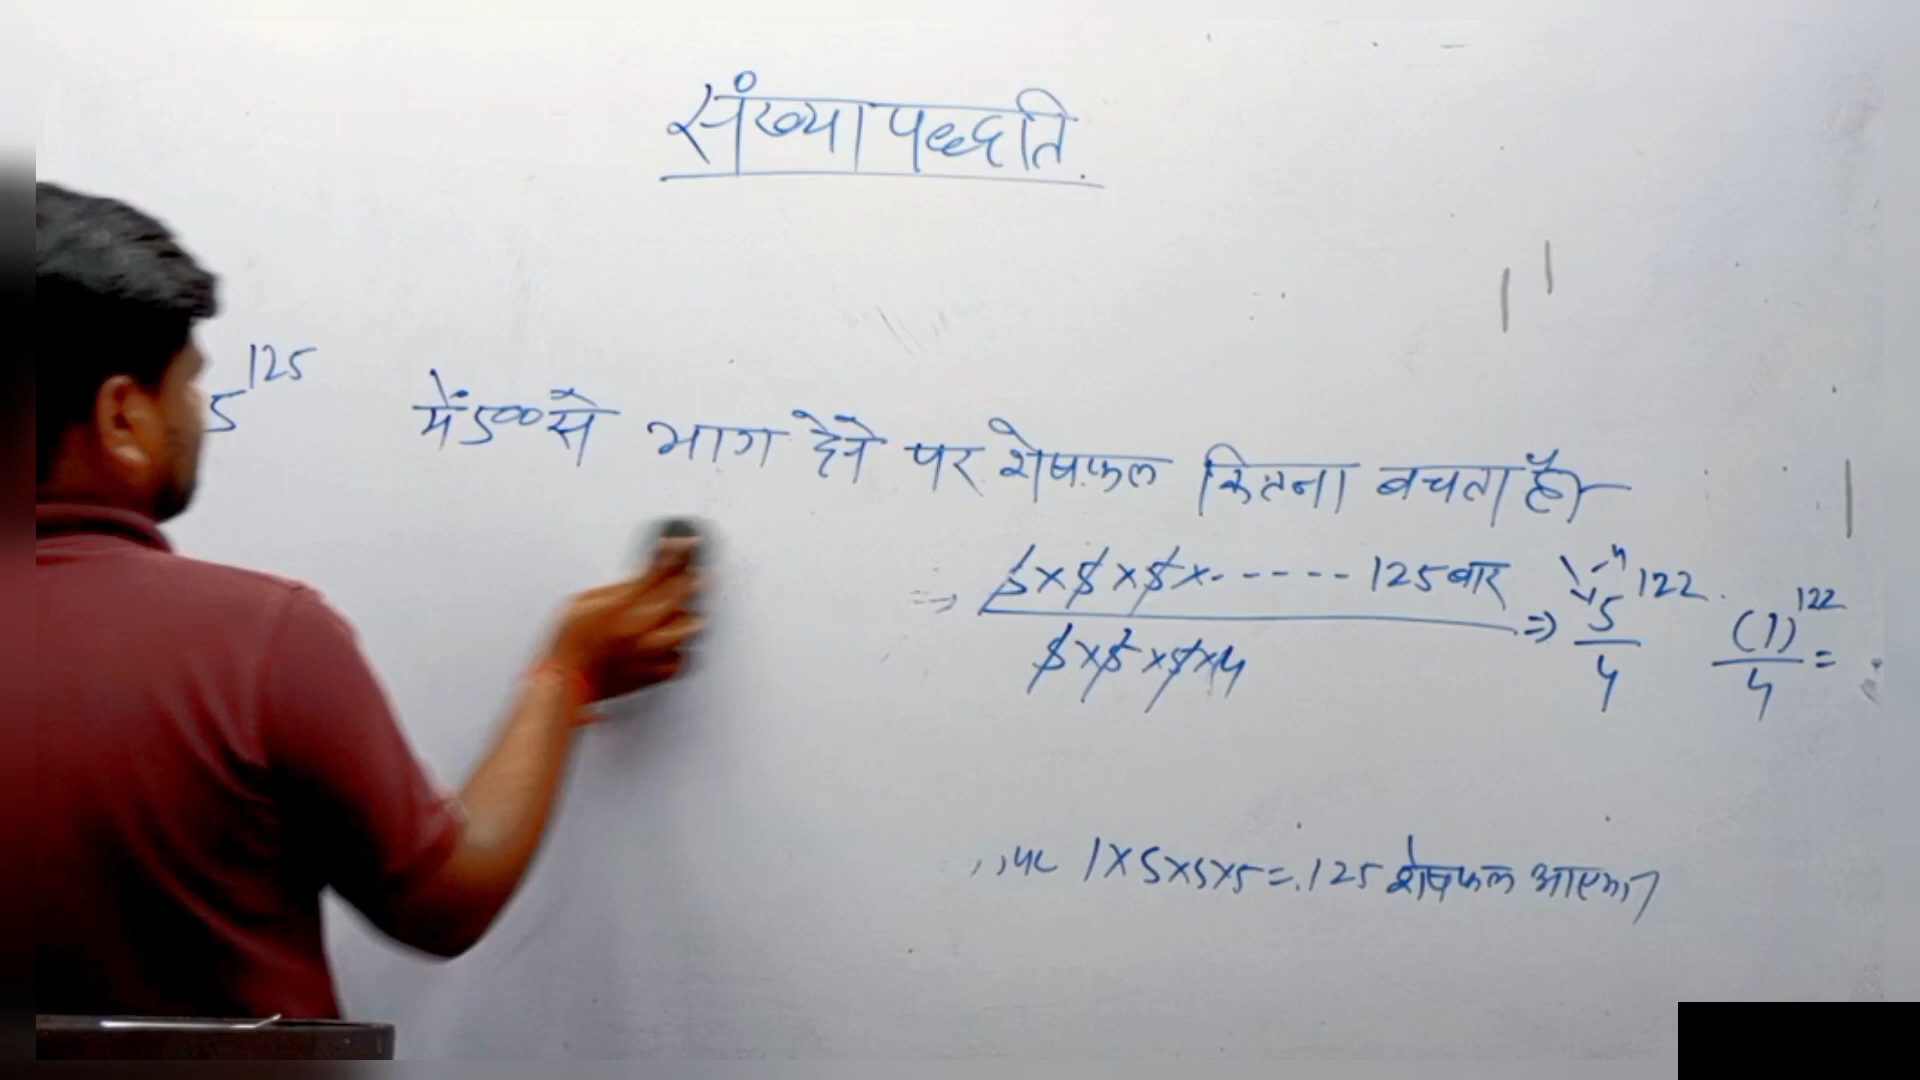 संख्या पद्धति
5^125 में 500 से भाग देने पर शेषफल कितना बचता है
⇒ 5×5×5×------125 बार / 5×5×5×4 ⇒ 5^122 / 4 (1)^122 / 4 =
1×5×5×5=125 शेषफल आएगा